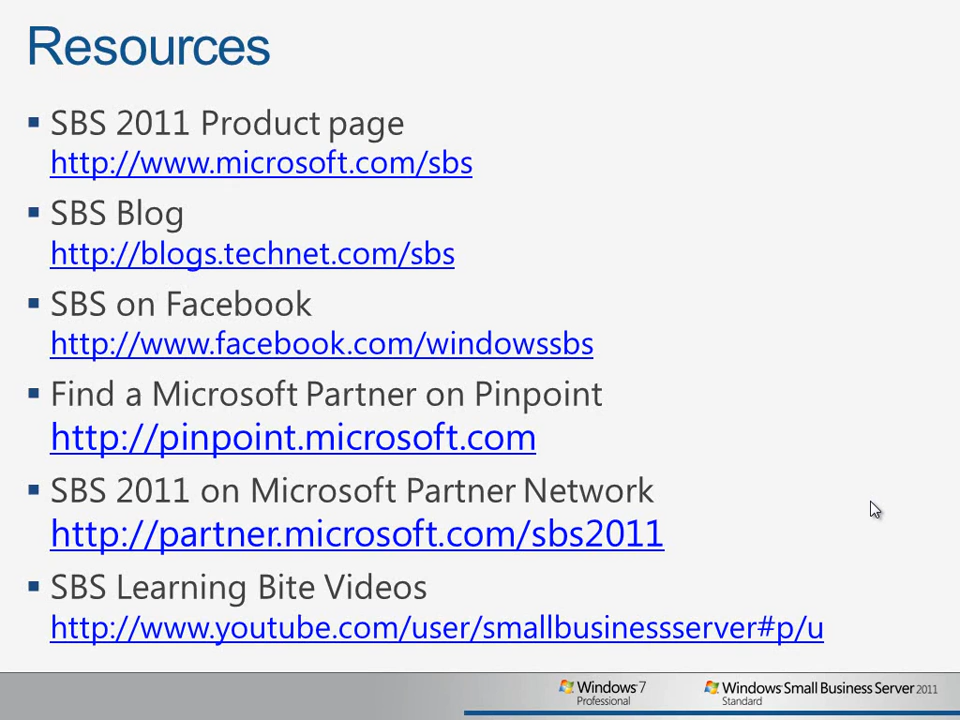 Resources
▪ SBS 2011 Product page
http://www.microsoft.com/sbs
▪ SBS Blog
http://blogs.technet.com/sbs
▪ SBS on Facebook
http://www.facebook.com/windowssbs
▪ Find a Microsoft Partner on Pinpoint
http://pinpoint.microsoft.com
▪ SBS 2011 on Microsoft Partner Network
http://partner.microsoft.com/sbs2011
▪ SBS Learning Bite Videos
http://www.youtube.com/user/smallbusinessserver#p/u
Windows 7
Professional
Windows Small Business Server 2011
Standard